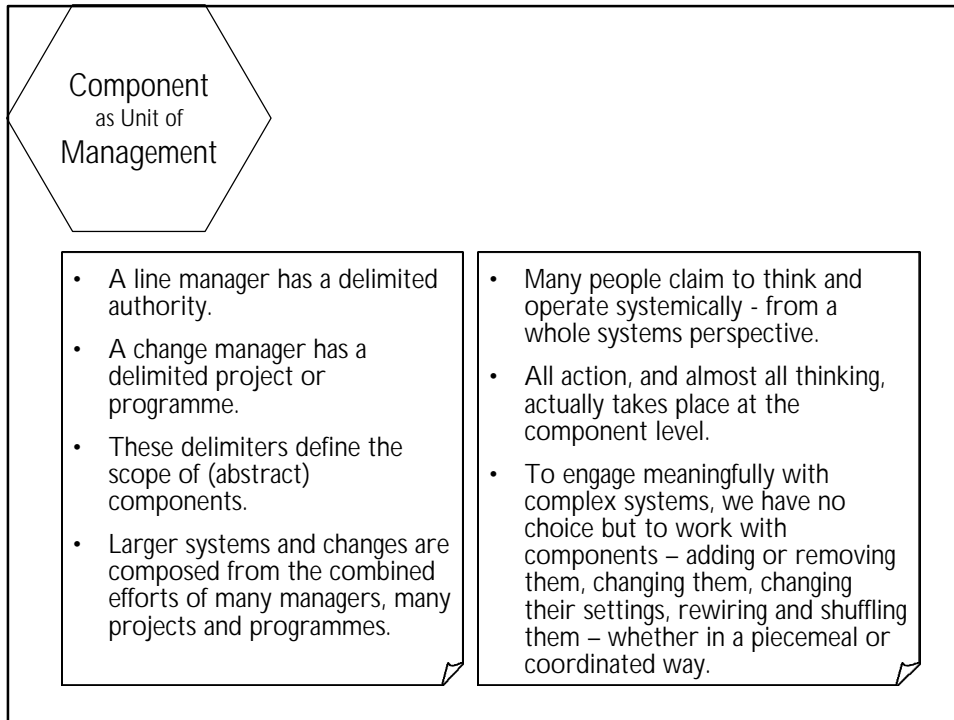 Component
as Unit of
Management
• A line manager has a delimited
authority.
• A change manager has a
delimited project or
programme.
• These delimiters define the
scope of (abstract)
components.
• Larger systems and changes are
composed from the combined
efforts of many managers, many
projects and programmes.
• Many people claim to think and
operate systemically - from a
whole systems perspective.
• All action, and almost all thinking,
actually takes place at the
component level.
• To engage meaningfully with
complex systems, we have no
choice but to work with
components – adding or removing
them, changing them, changing
their settings, rewiring and shuffling
them – whether in a piecemeal or
coordinated way.